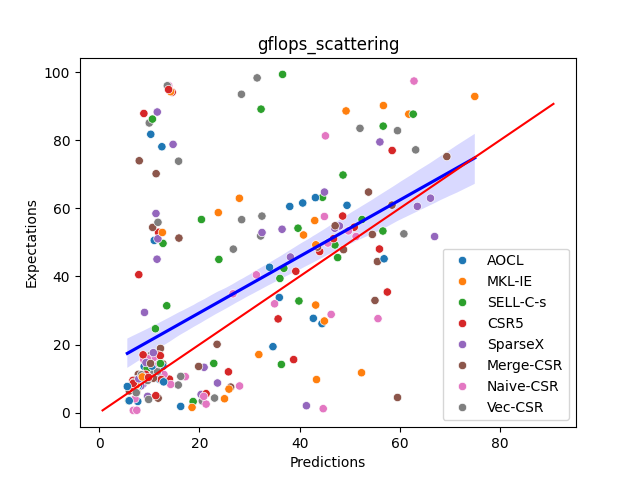 gflops_scattering
Expectations
100
80
60
40
20
0
0 20 40 60 80
Predictions
AOCL
MKL-IE
SELL-C-s
CSR5
SparseX
Merge-CSR
Naive-CSR
Vec-CSR